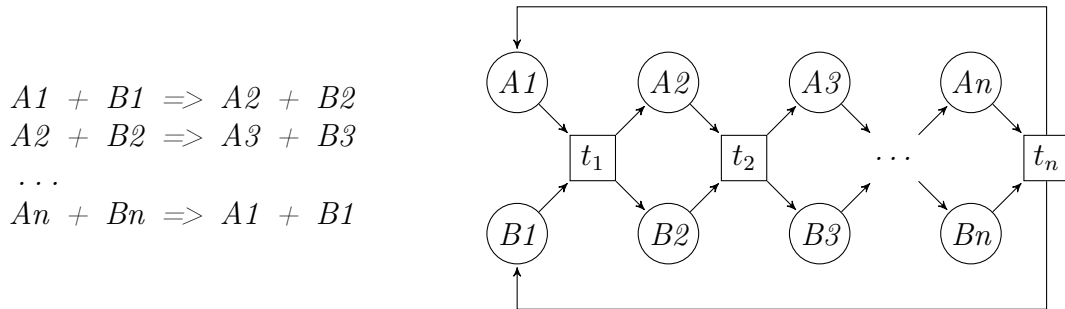 A1 + B1 => A2 + B2
A2 + B2 => A3 + B3
...
An + Bn => A1 + B1
A1 A2 A3 An
t1 t2 ... tn
B1 B2 B3 Bn